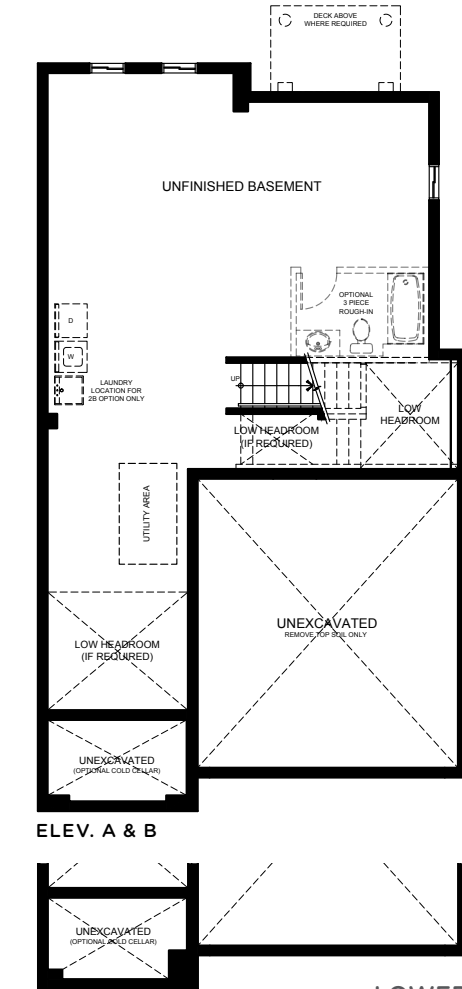 DECK ABOVE
WHERE REQUIRED
UNFINISHED BASEMENT
OPTIONAL
3 PIECE
ROUGH-IN
D
W
LAUNDRY
LOCATION FOR
2B OPTION ONLY
UP
LOW HEADROOM
(IF REQUIRED)
LOW
HEADROOM
UTILITY AREA
UNEXCAVATED
REMOVE TOP SOIL ONLY
LOW HEADROOM
(IF REQUIRED)
UNEXCAVATED
(OPTIONAL COLD CELLAR)
ELEV. A & B
UNEXCAVATED
(OPTIONAL COLD CELLAR)